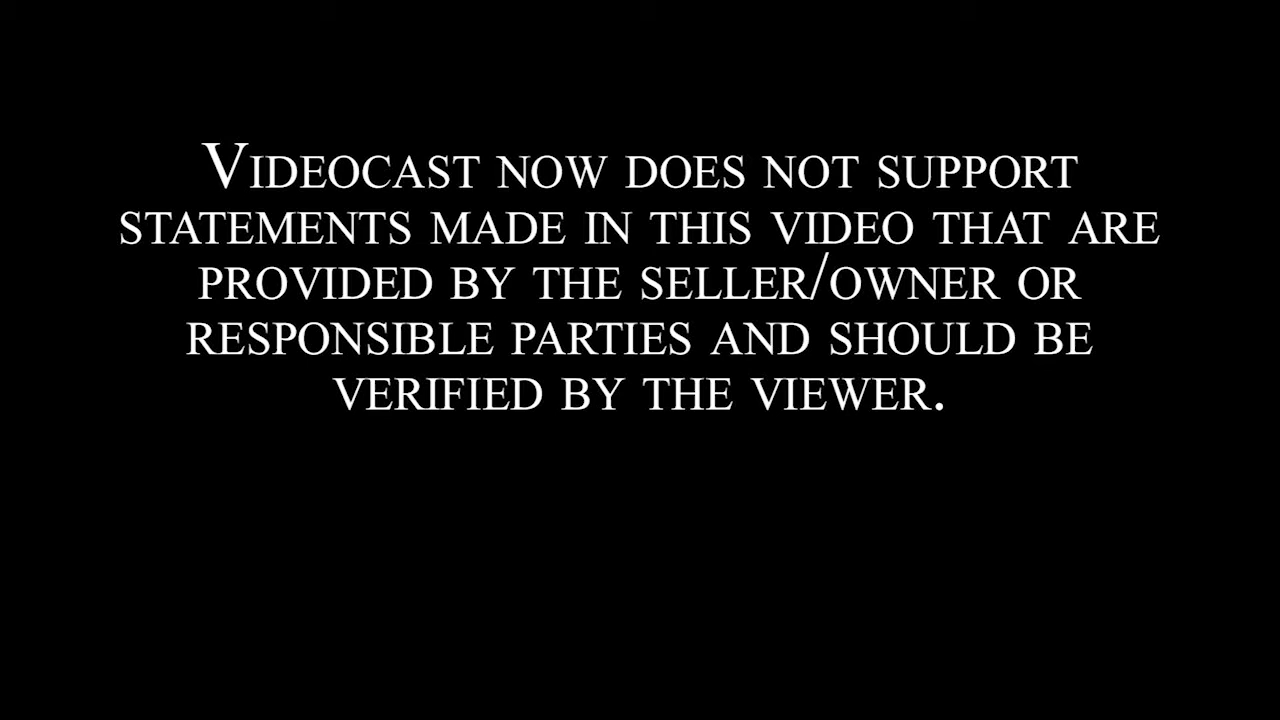 Videocast now does not support
statements made in this video that are
provided by the seller/owner or
responsible parties and should be
verified by the viewer.